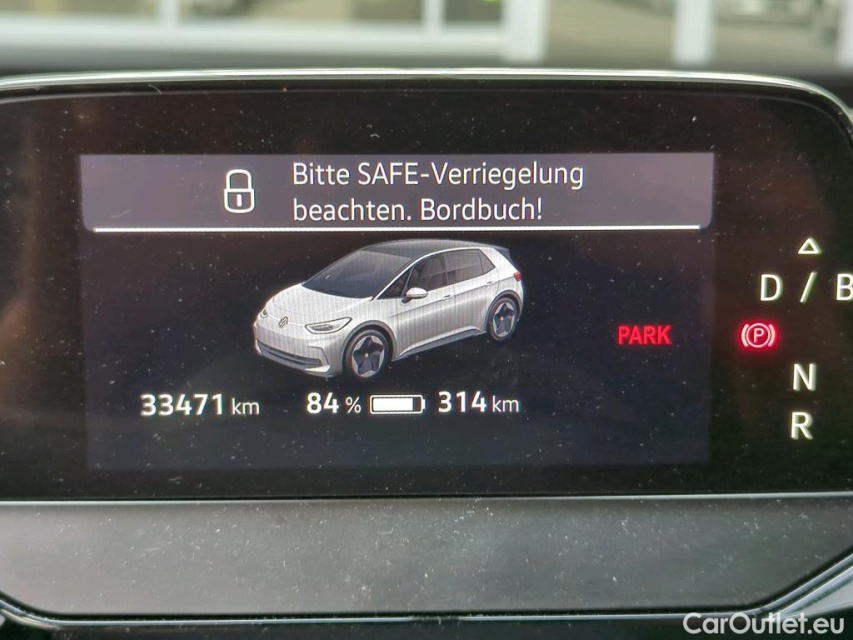 Bitte SAFE-Verriegelung
beachten. Bordbuch!
D / B
PARK
P
N
R
33471 km
84 %
314 km
CarOutlet.eu